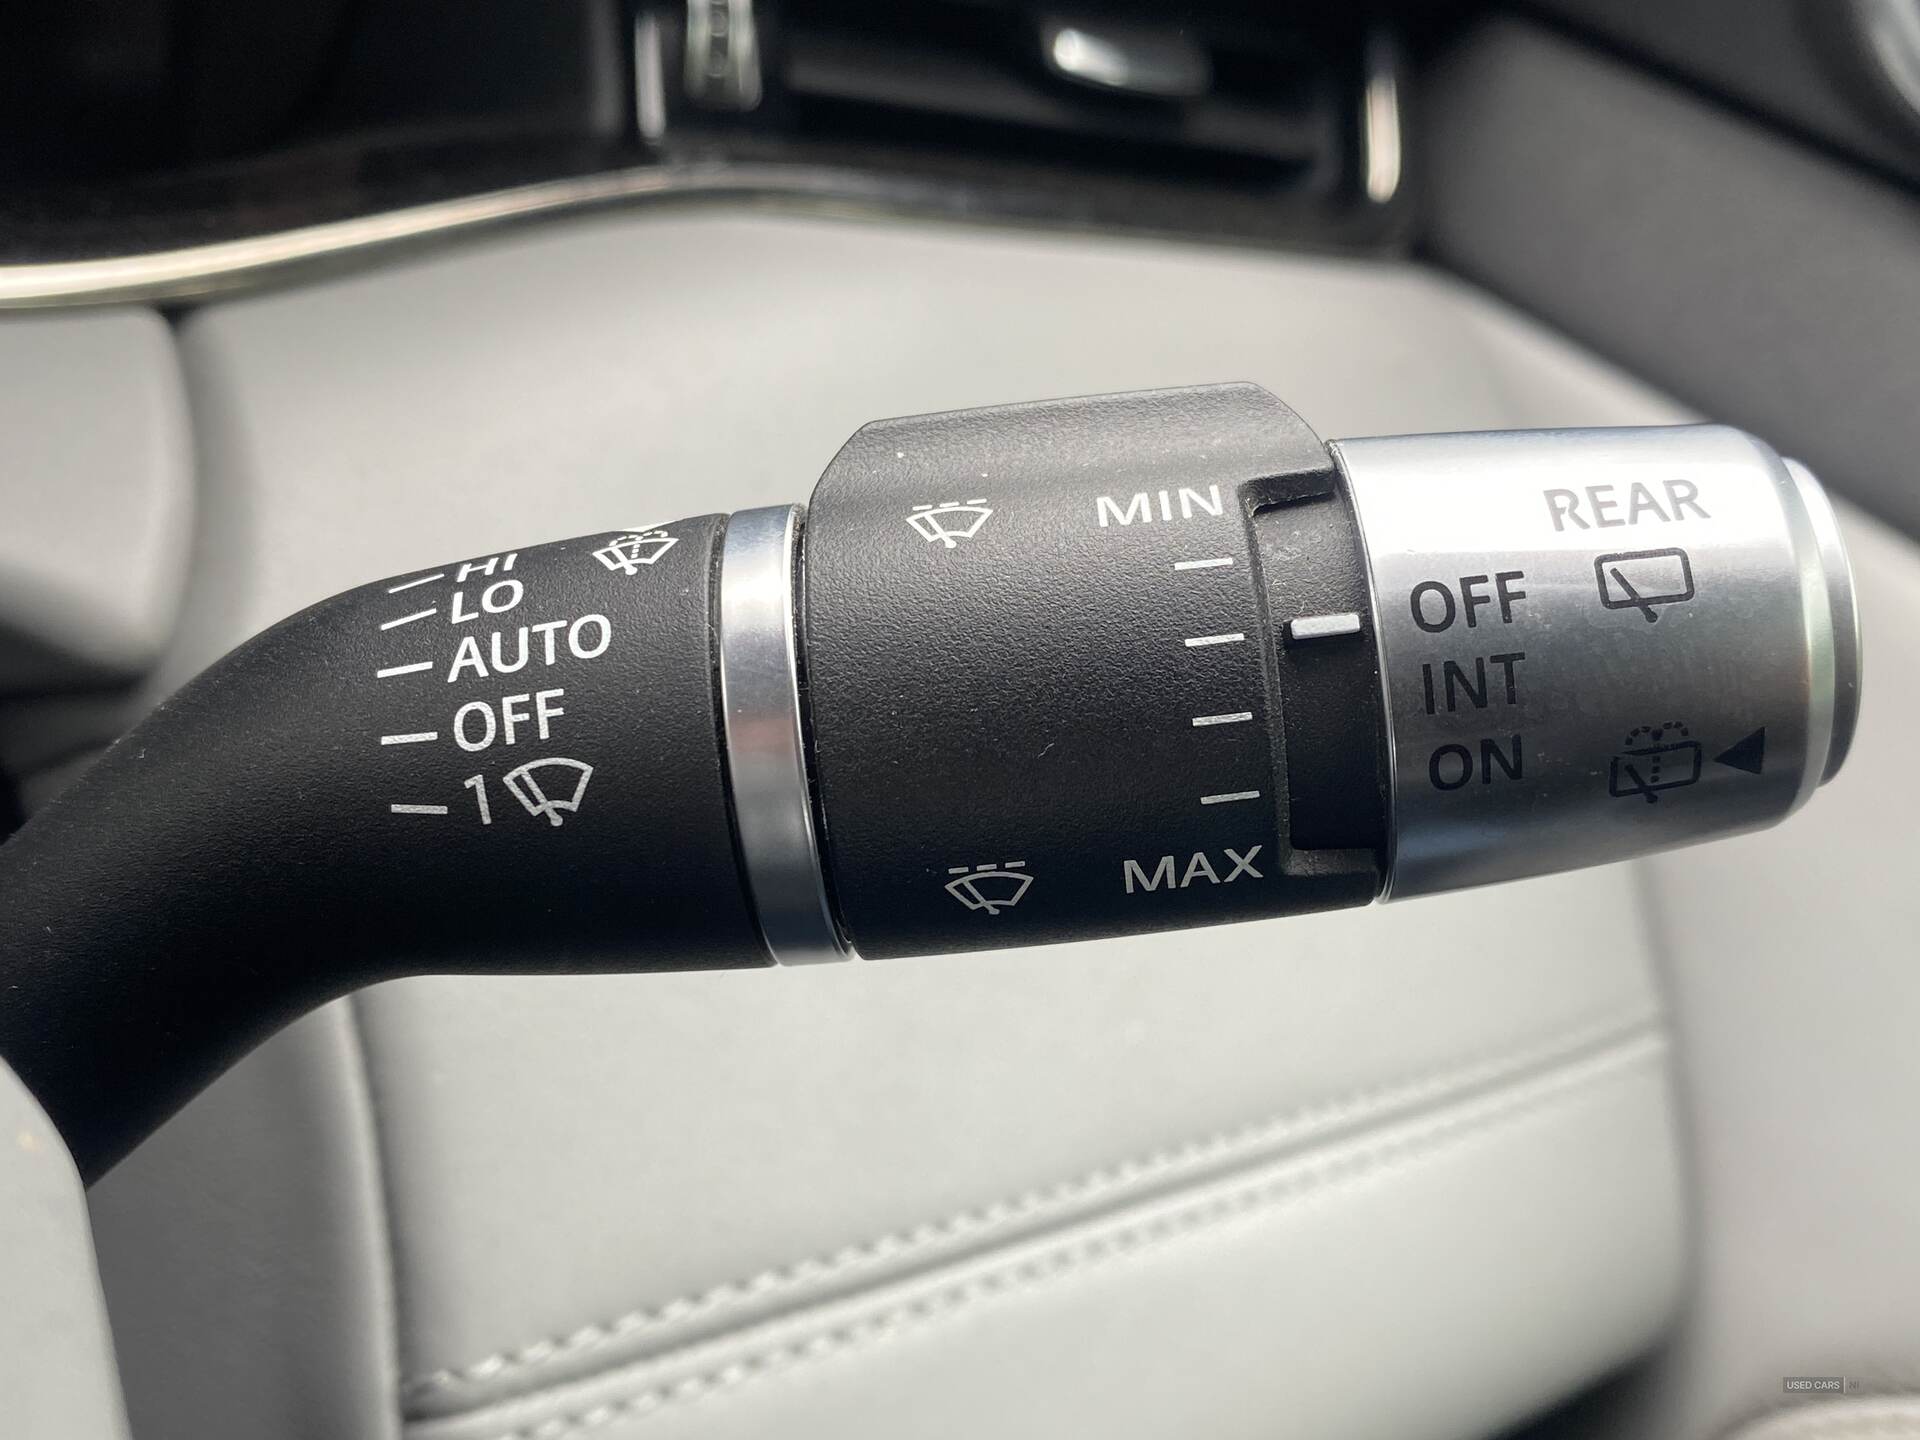 HI
LO
AUTO
OFF
1
MIN
MAX
REAR
OFF
INT
ON
USED CARS NI